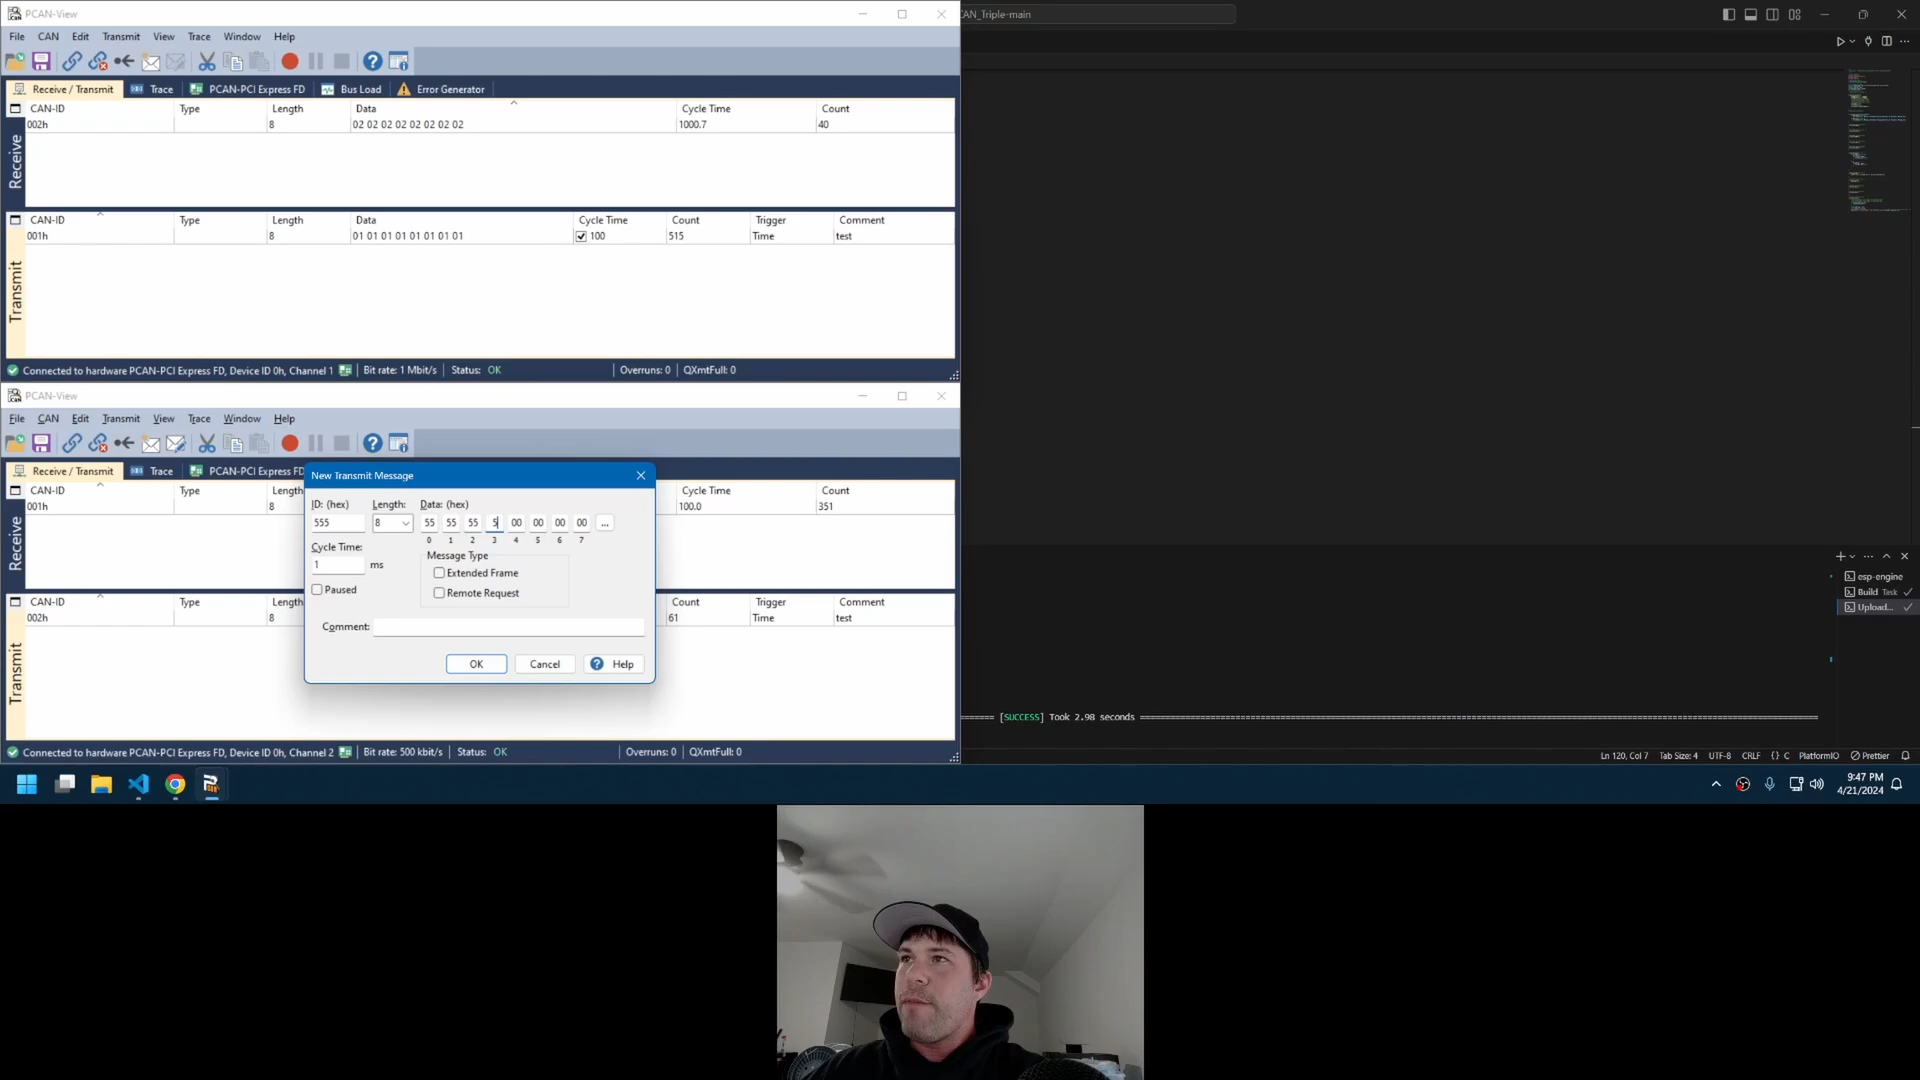 PCAN-View
CAN_Triple-main
File CAN Edit Transmit View Trace Window Help
Receive / Transmit Trace PCAN-PCI Express FD Bus Load Error Generator
CAN-ID Type Length Data Cycle Time Count
002h 8 02 02 02 02 02 02 02 02 1000.7 40
Receive
CAN-ID Type Length Data Cycle Time Count Trigger Comment
001h 8 01 01 01 01 01 01 01 01 100 515 Time test
Transmit
Connected to hardware PCAN-PCI Express FD, Device ID 0h, Channel 1 Bit rate: 1 Mbit/s Status: OK Overruns: 0 QXmtFull: 0
PCAN-View
File CAN Edit Transmit View Trace Window Help
Receive / Transmit Trace PCAN-PCI Express FD
CAN-ID Type Length Cycle Time Count
001h 8 100.0 351
Receive
CAN-ID Type Length Count Trigger Comment
002h 8 61 Time test
Transmit
New Transmit Message
ID: (hex) Length: Data: (hex)
555 8 55 55 55 5 00 00 00 00 ...
0 1 2 3 4 5 6 7
Cycle Time:
1 ms
Message Type
Extended Frame
Remote Request
Paused
Comment:
OK Cancel Help
Connected to hardware PCAN-PCI Express FD, Device ID 0h, Channel 2 Bit rate: 500 kbit/s Status: OK Overruns: 0 QXmtFull: 0
esp-engine
Build Task
Upload...
[SUCCESS] Took 2.98 seconds
Ln 120, Col 7 Tab Size: 4 UTF-8 CRLF {} C PlatformIO Prettier
9:47 PM
4/21/2024